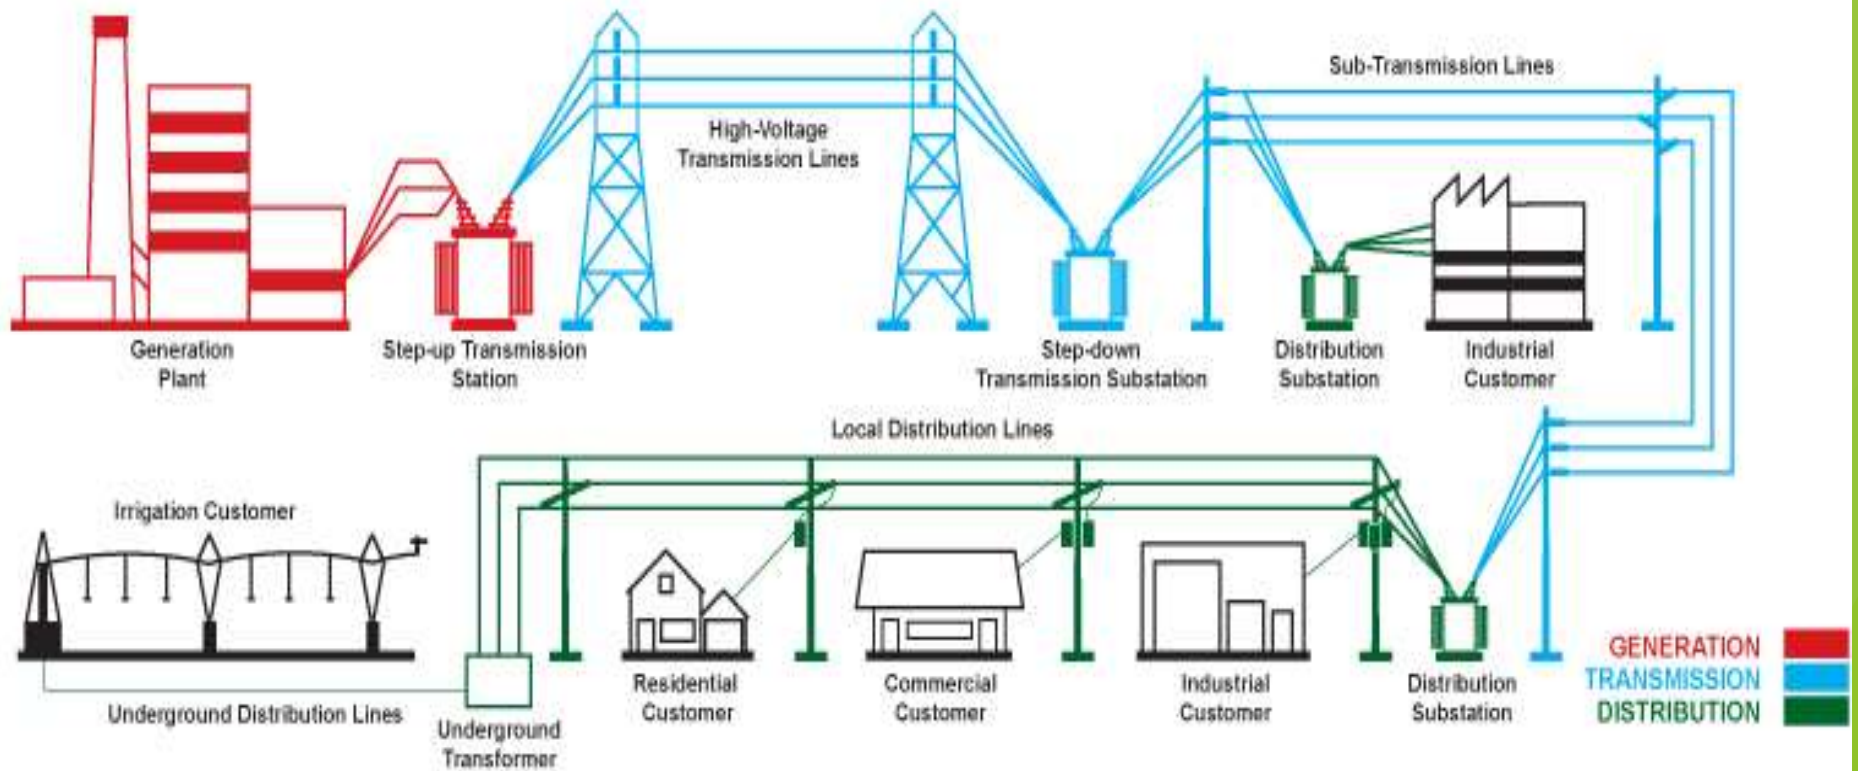 Sub-Transmission Lines
High-Voltage
Transmission Lines
Generation
Plant
Step-up Transmission
Station
Step-down
Transmission Substation
Distribution
Substation
Industrial
Customer
Local Distribution Lines
Irrigation Customer
Underground Distribution Lines
Underground
Transformer
Residential
Customer
Commercial
Customer
Industrial
Customer
Distribution
Substation
GENERATION
TRANSMISSION
DISTRIBUTION